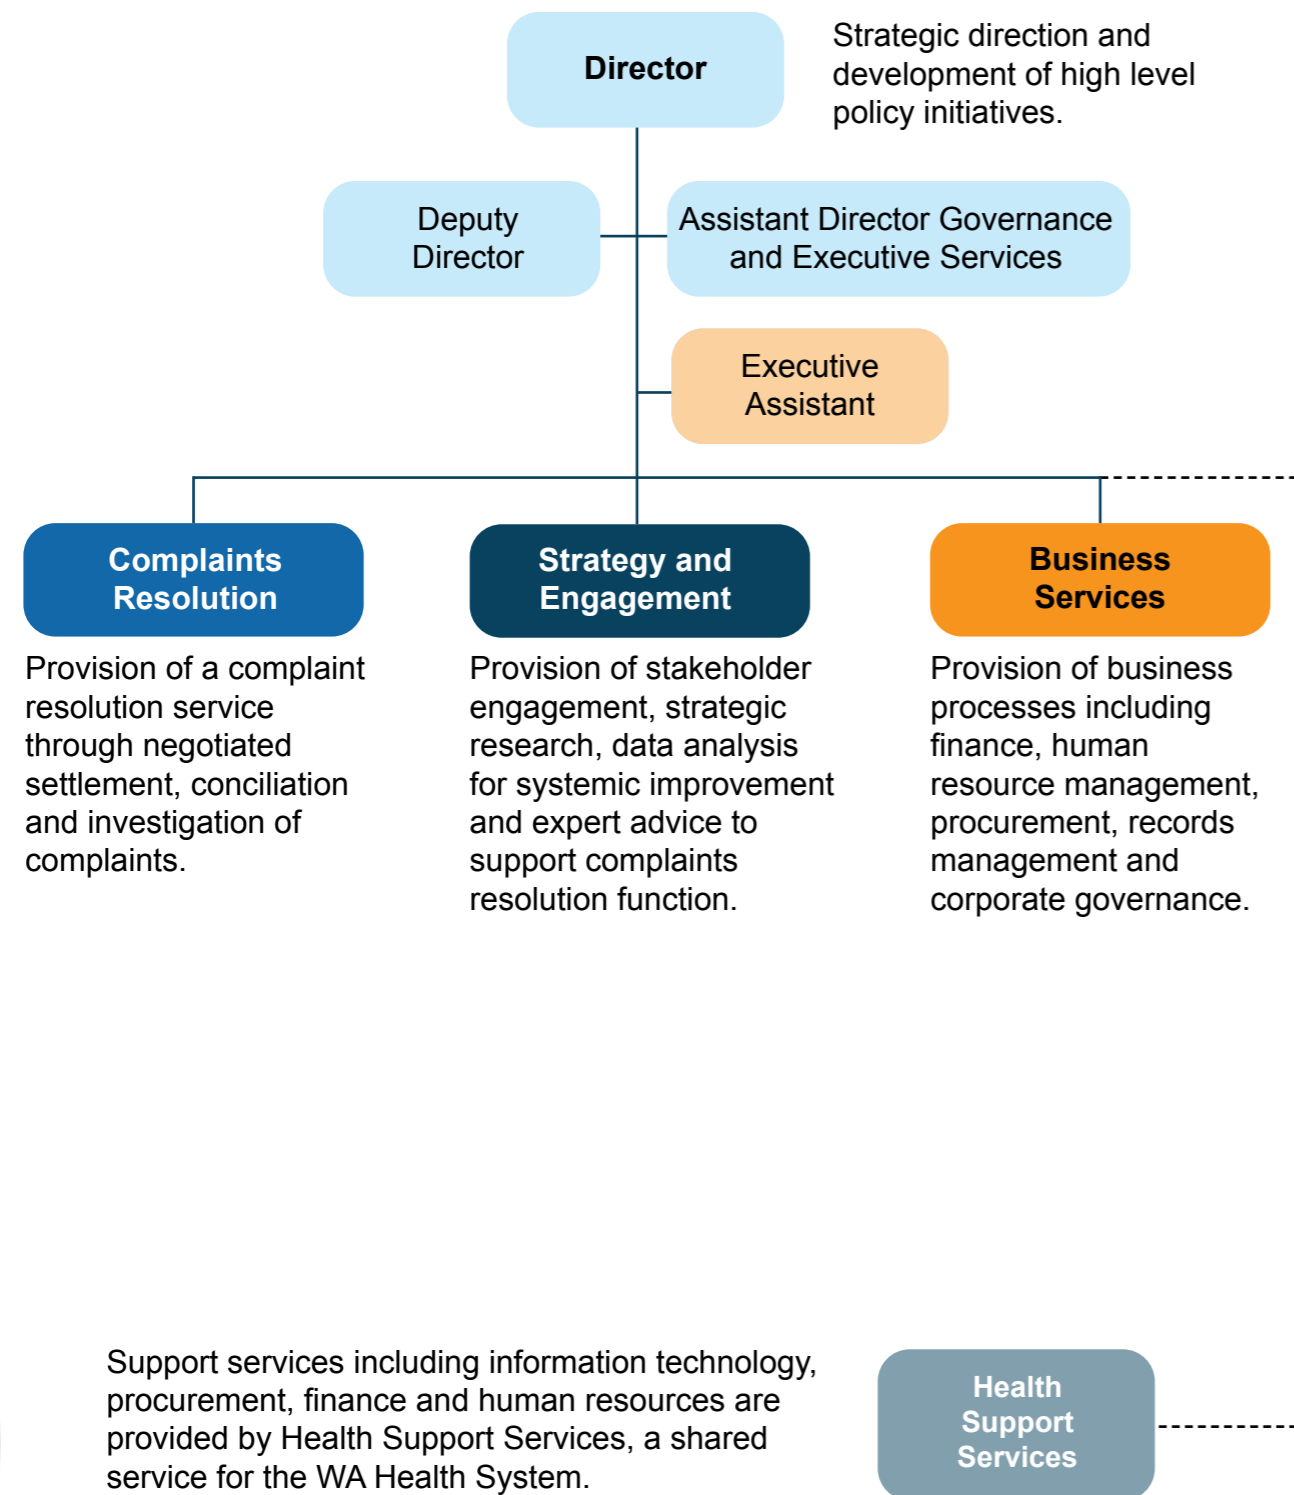 Director
Strategic direction and
development of high level
policy initiatives.
Deputy
Director
Assistant Director Governance
and Executive Services
Executive
Assistant
Complaints
Resolution
Provision of a complaint
resolution service
through negotiated
settlement, conciliation
and investigation of
complaints.
Strategy and
Engagement
Provision of stakeholder
engagement, strategic
research, data analysis
for systemic improvement
and expert advice to
support complaints
resolution function.
Business
Services
Provision of business
processes including
finance, human
resource management,
procurement, records
management and
corporate governance.
Support services including information technology,
procurement, finance and human resources are
provided by Health Support Services, a shared
service for the WA Health System.
Health
Support
Services